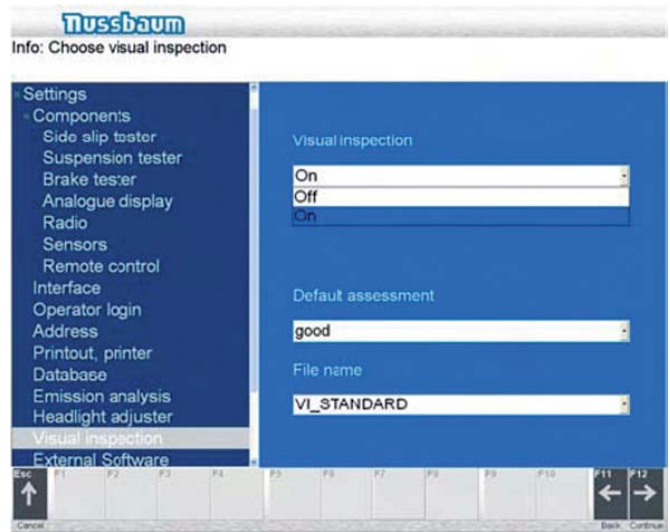 nussbaum
Info: Choose visual inspection
Settings
Components
Side slip tester
Suspension tester
Brake tester
Analogue display
Radio
Sensors
Remote control
Interface
Operator login
Address
Printout, printer
Database
Emission analysis
Headlight adjuster
Visual inspection
External Software
Visual inspection
On
Off
On
Default assessment
good
File name
VI_STANDARD
Esc F1 F2 F3 F4 F5 F6 F7 F8 F9 F10 F11 F12
Cancel Back Continue